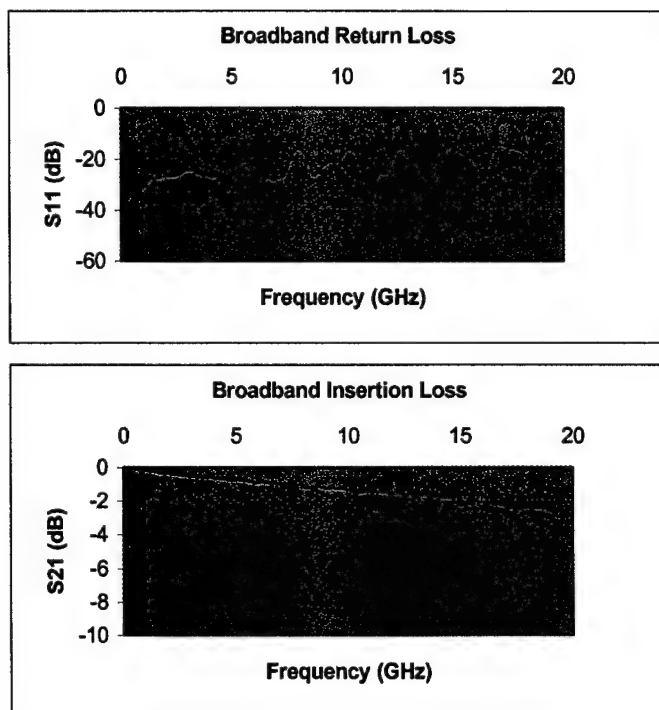 Broadband Return Loss
0 5 10 15 20
0
-20
-40
-60
S11 (dB)
Frequency (GHz)
Broadband Insertion Loss
0 5 10 15 20
0
-2
-4
-6
-8
-10
S21 (dB)
Frequency (GHz)